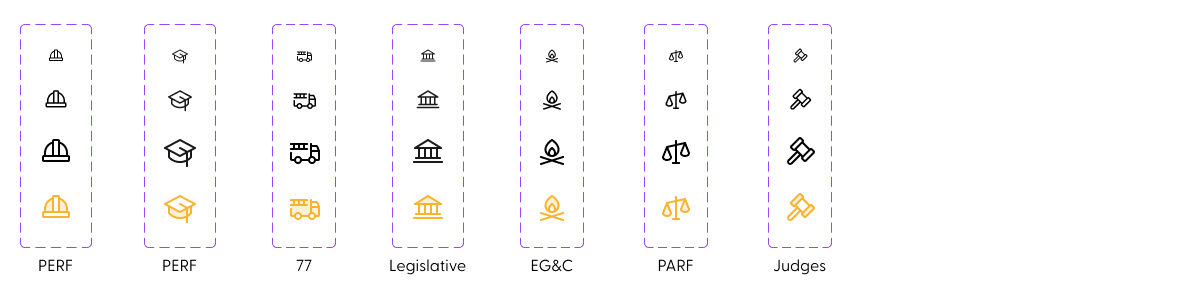 PERF
PERF
77
Legislative
EG&C
PARF
Judges